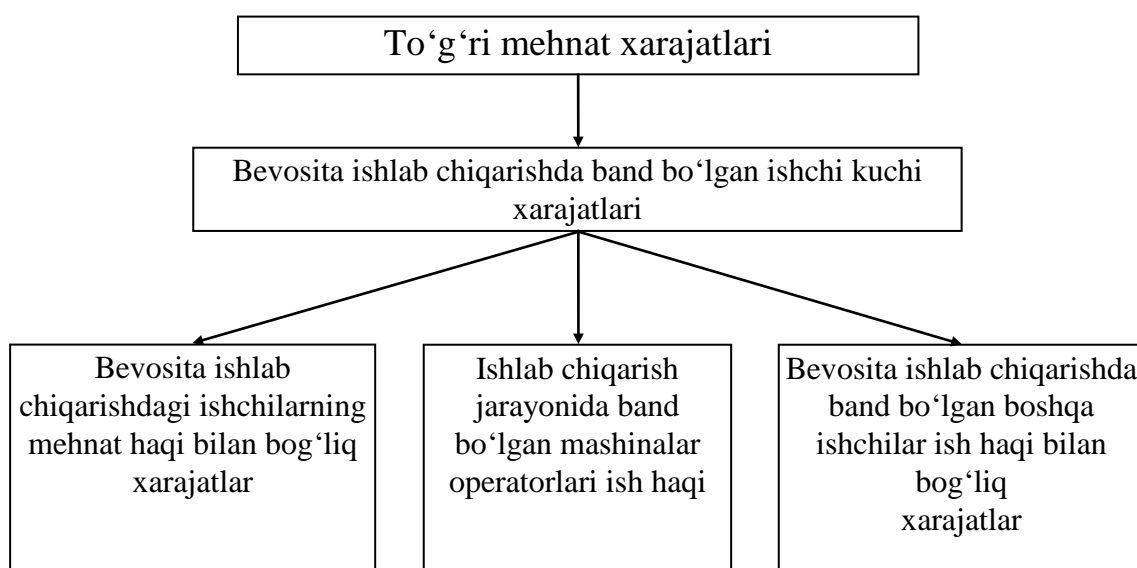 To‘g‘ri mehnat xarajatlari
Bevosita ishlab chiqarishda band bo‘lgan ishchi kuchi
xarajatlari
Bevosita ishlab
chiqarishdagi ishchilarning
mehnat haqi bilan bog‘liq
xarajatlar
Ishlab chiqarish
jarayonida band
bo‘lgan mashinalar
operatorlari ish haqi
Bevosita ishlab chiqarishda
band bo‘lgan boshqa
ishchilar ish haqi bilan
bog‘liq
xarajatlar